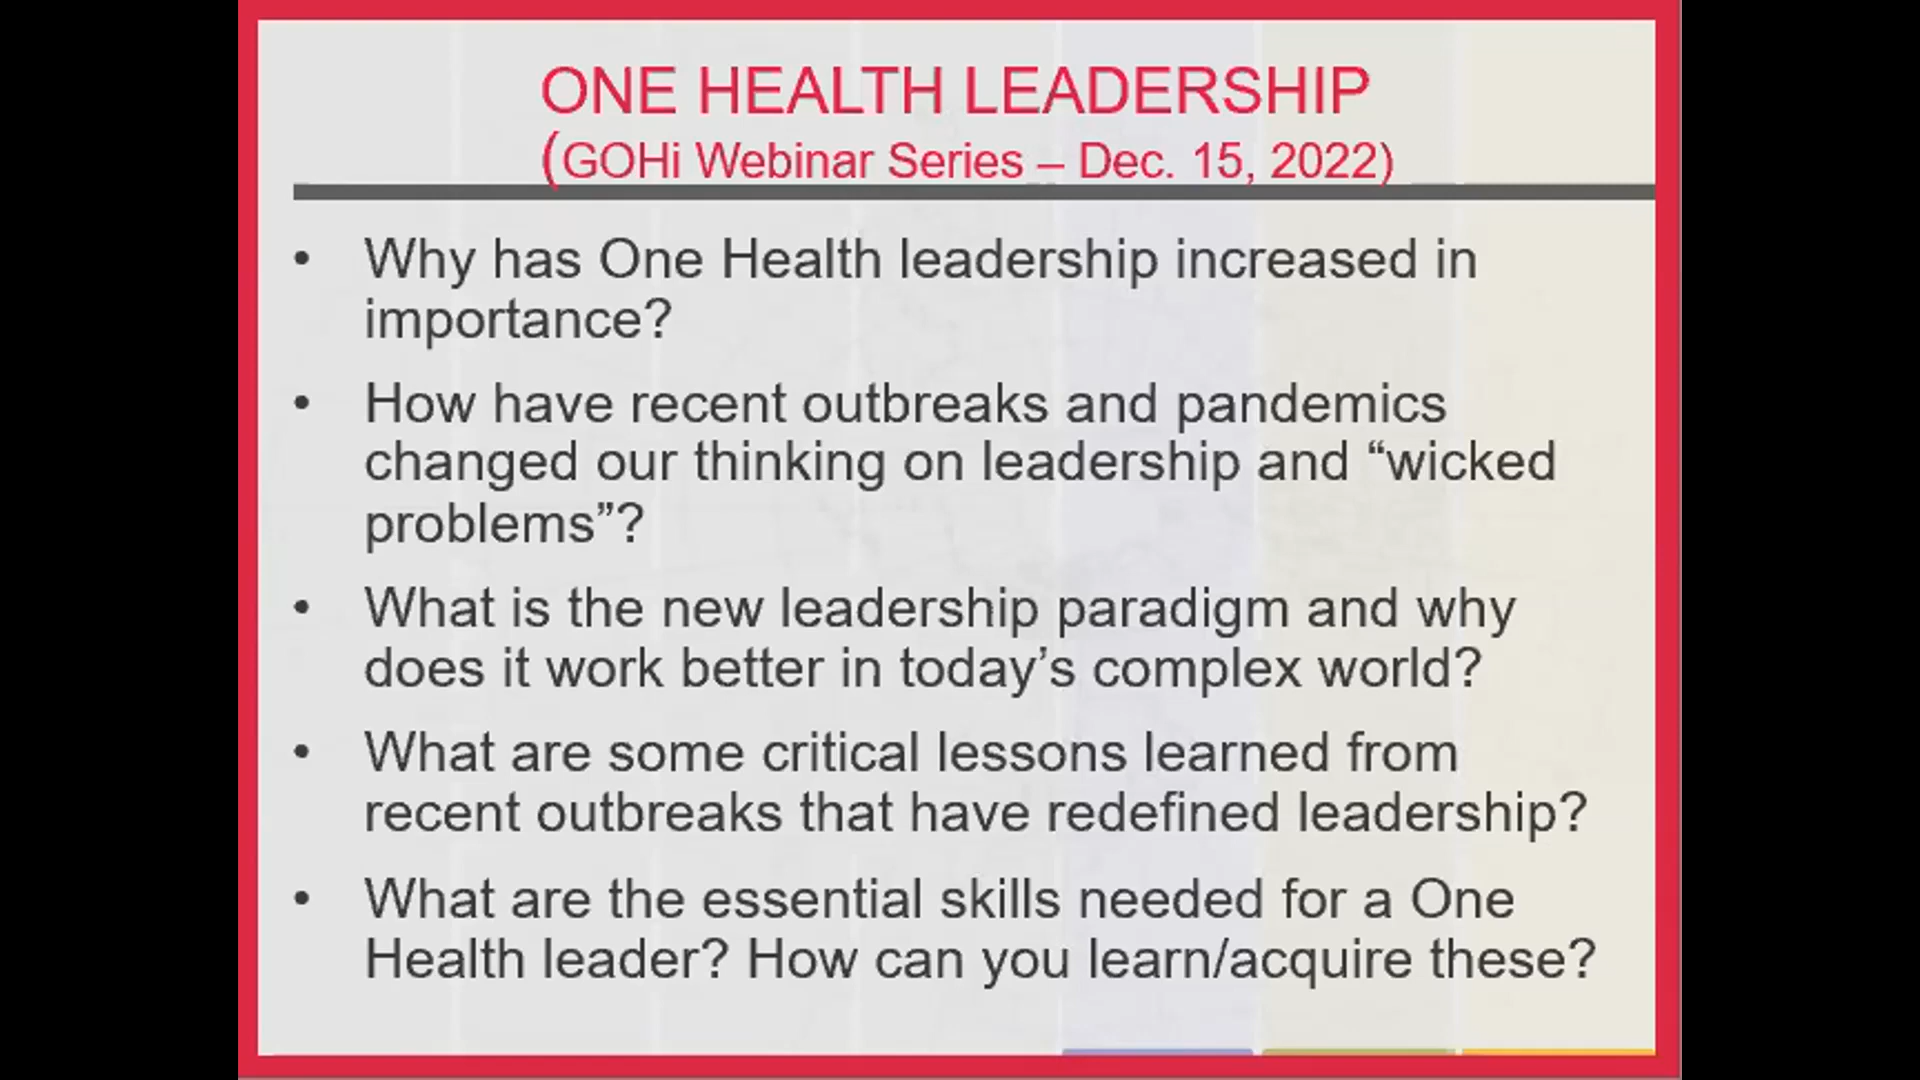 ONE HEALTH LEADERSHIP
(GOHi Webinar Series – Dec. 15, 2022)
• Why has One Health leadership increased in
importance?
• How have recent outbreaks and pandemics
changed our thinking on leadership and “wicked
problems”?
• What is the new leadership paradigm and why
does it work better in today’s complex world?
• What are some critical lessons learned from
recent outbreaks that have redefined leadership?
• What are the essential skills needed for a One
Health leader? How can you learn/acquire these?